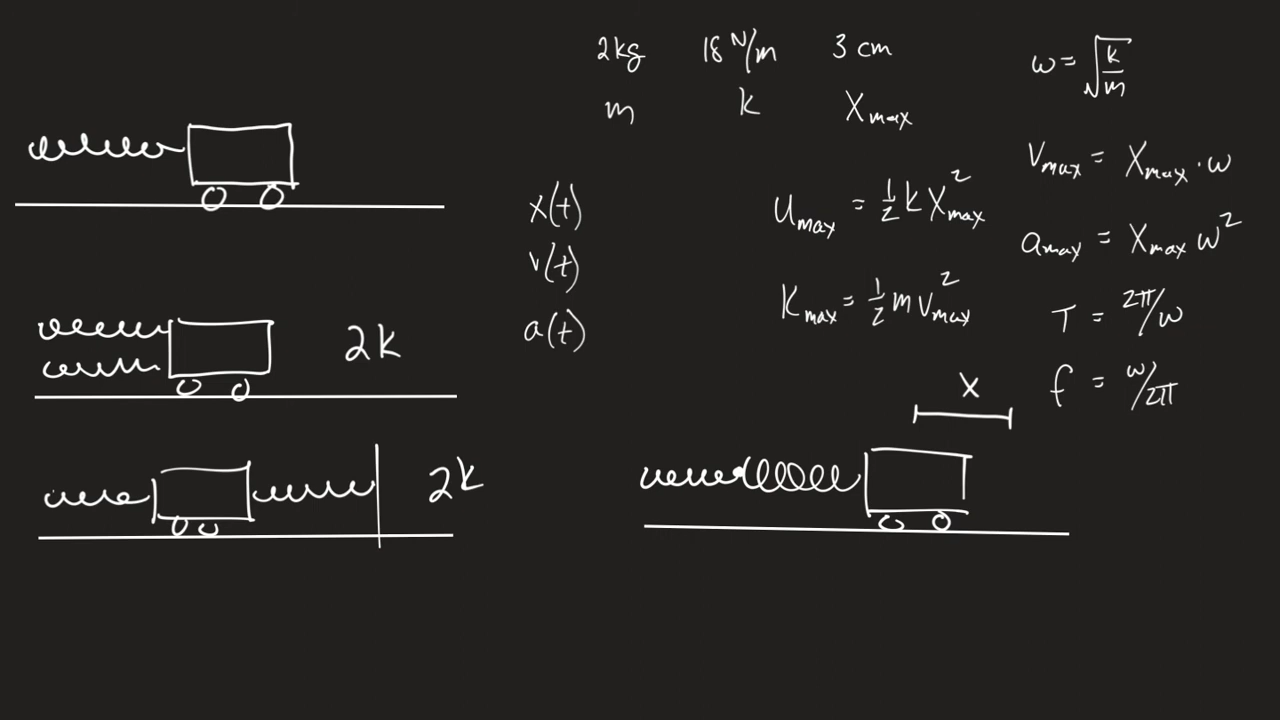 2kg 18 N/m 3 cm
m k Xmax
ω = √(k/m)
Vmax = Xmax · ω
x(t)
Umax = 1/2 k Xmax²
v(t)
amax = Xmax ω²
a(t)
Kmax = 1/2 m Vmax²
T = 2π/ω
2k
f = ω/2π
x
2k